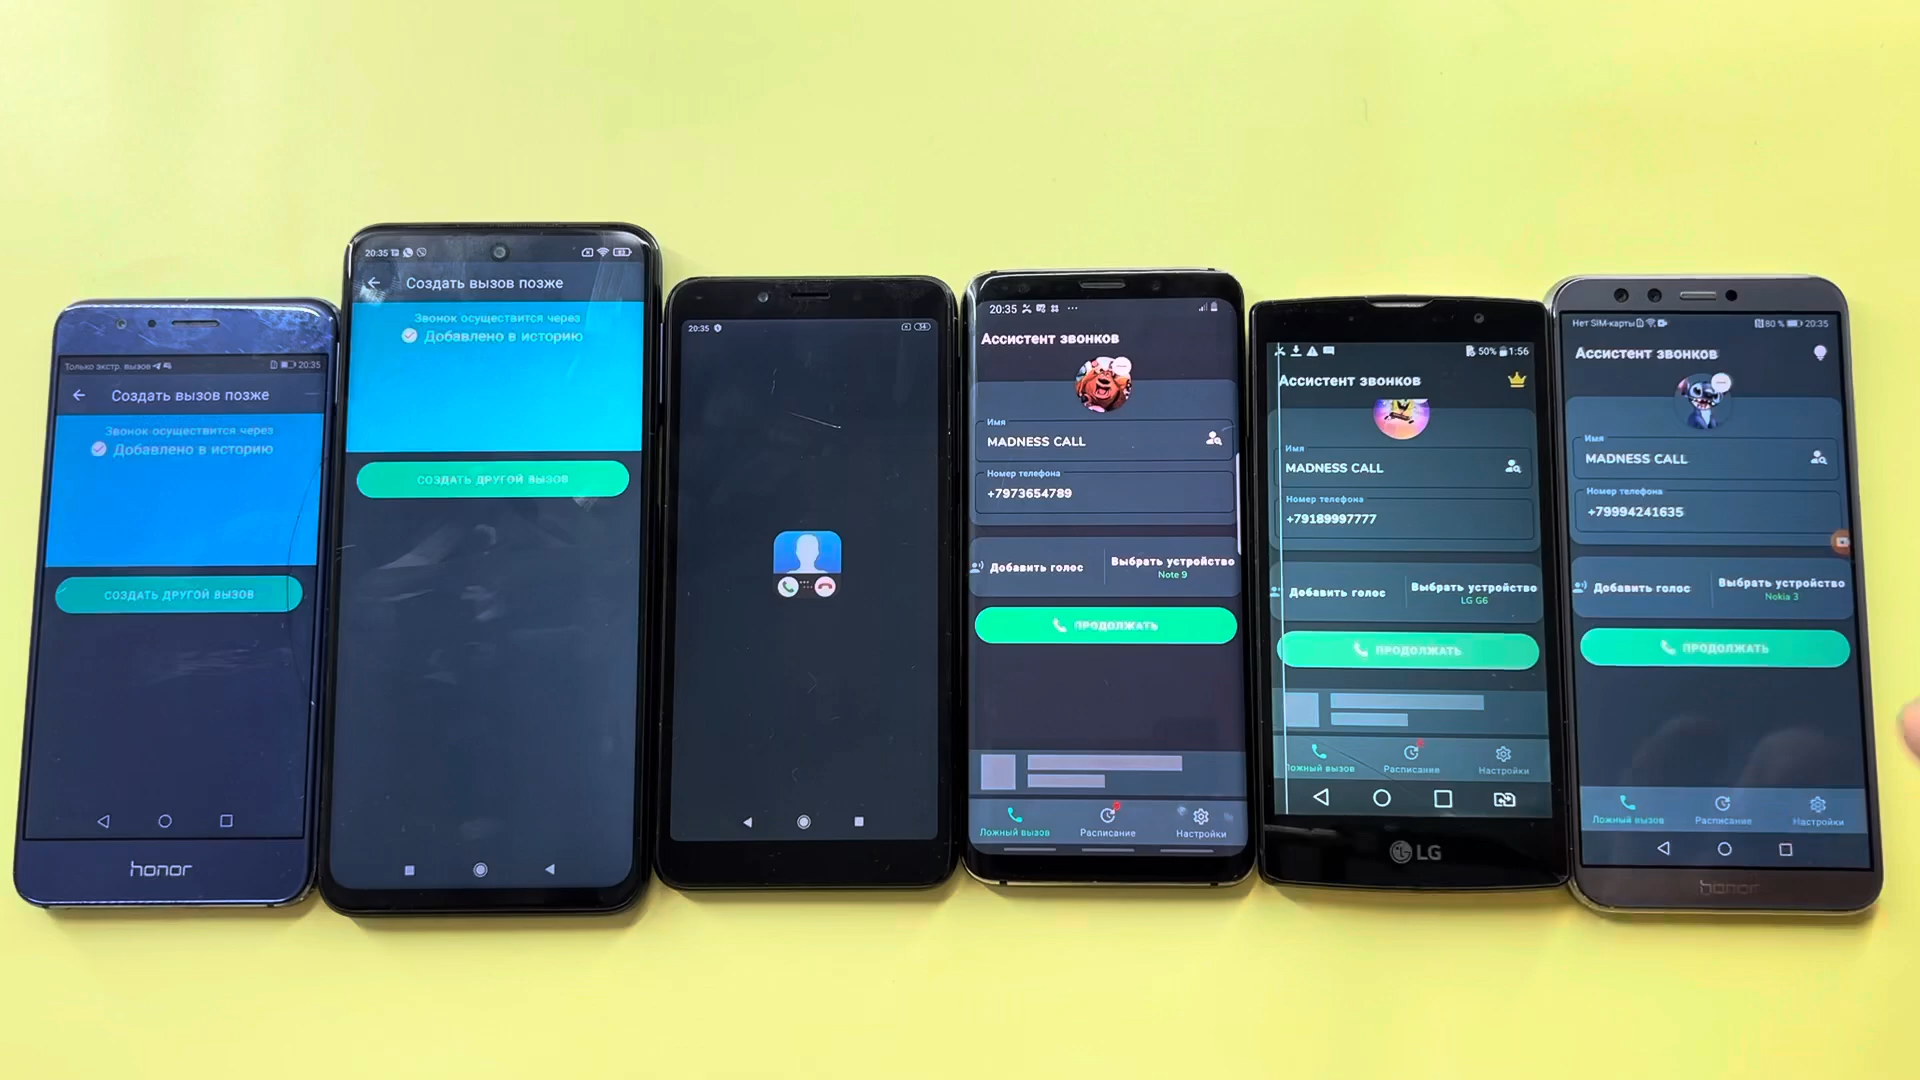 Только экстр. вызов
20:35
Создать вызов позже
Звонок осуществится через
Добавлено в историю
СОЗДАТЬ ДРУГОЙ ВЫЗОВ
honor
20:35
Создать вызов позже
Звонок осуществится через
Добавлено в историю
СОЗДАТЬ ДРУГОЙ ВЫЗОВ
20:35
20:35
Ассистент звонков
Имя
MADNESS CALL
Номер телефона
+7973654789
Добавить голос
Выбрать устройство
Note 9
ПРОДОЛЖАТЬ
Ложный вызов
Расписание
Настройки
50% 1:56
Ассистент звонков
Имя
MADNESS CALL
Номер телефона
+79189997777
Добавить голос
Выбрать устройство
LG G6
ПРОДОЛЖАТЬ
Ложный вызов
Расписание
Настройки
LG
Нет SIM-карты
80 % 20:35
Ассистент звонков
Имя
MADNESS CALL
Номер телефона
+79994241635
Добавить голос
Выбрать устройство
Nokia 3
ПРОДОЛЖАТЬ
Ложный вызов
Расписание
Настройки
honor